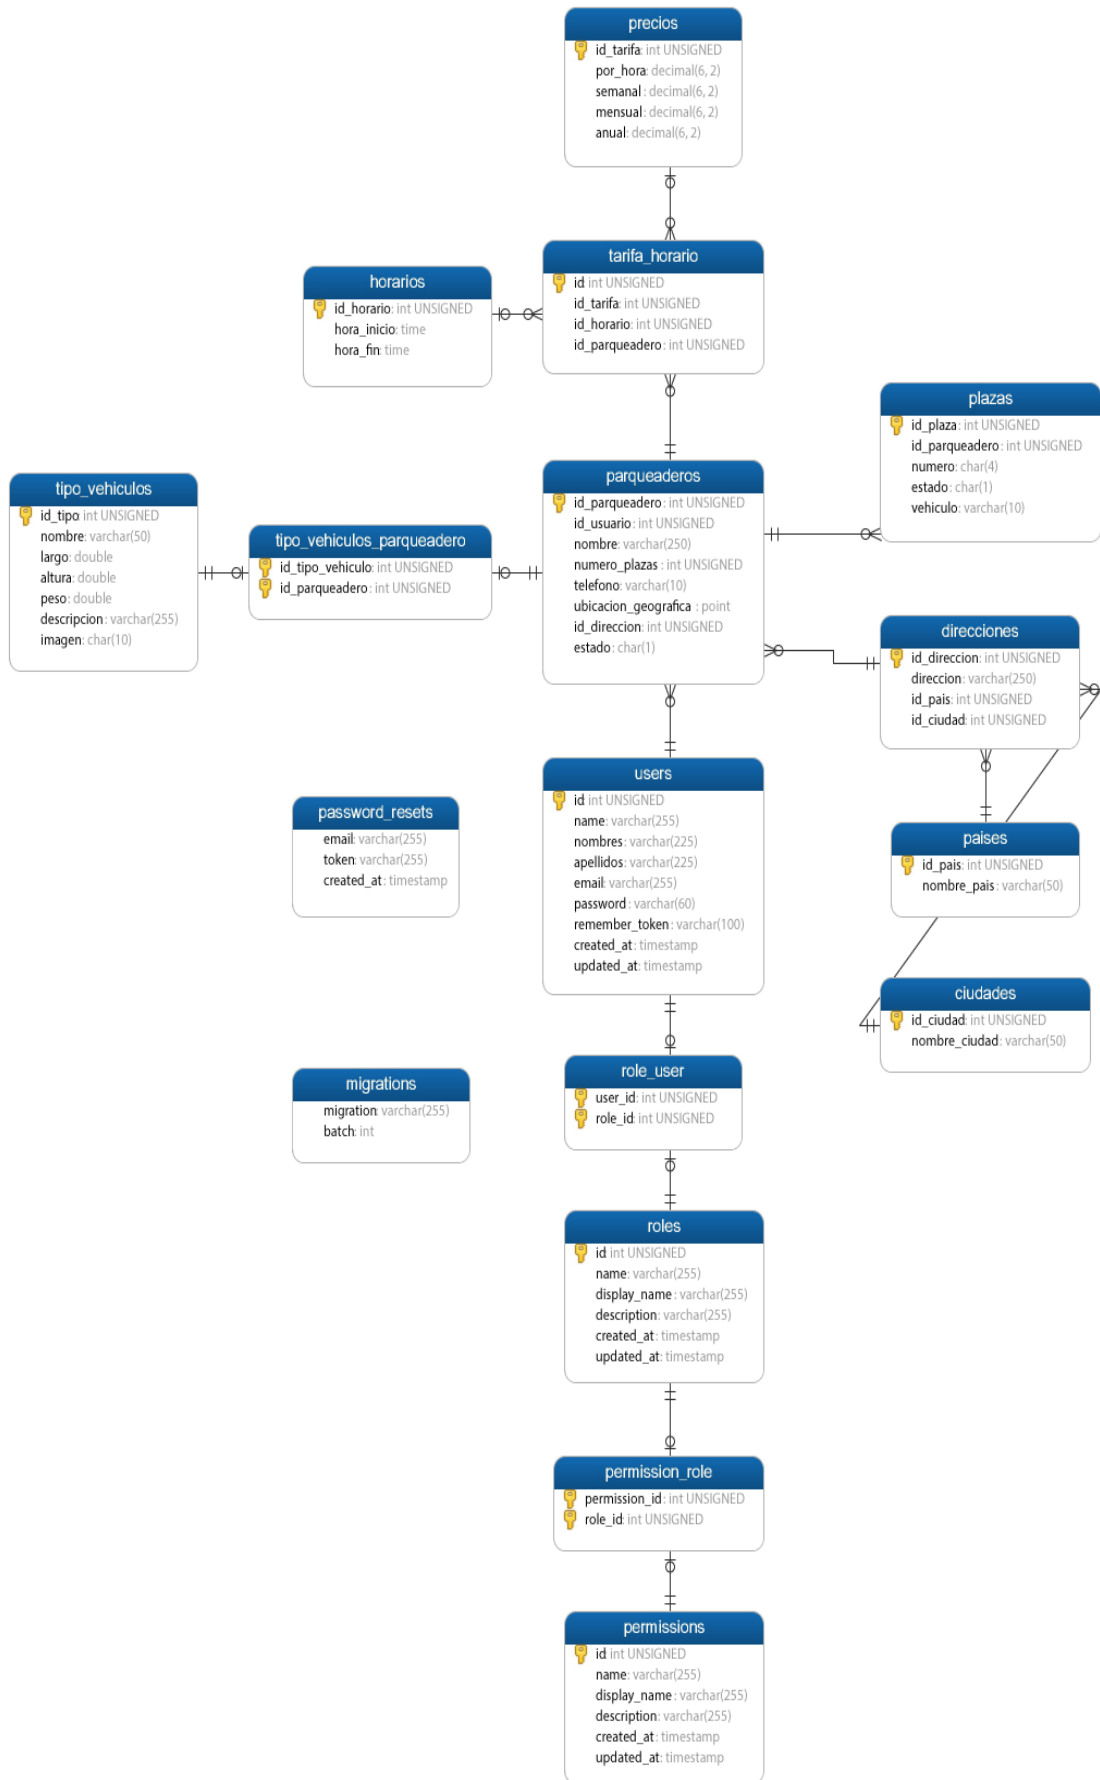 precios
id_tarifa: int UNSIGNED
por_hora: decimal(6, 2)
semanal : decimal(6, 2)
mensual: decimal(6, 2)
anual: decimal(6, 2)
tarifa_horario
id: int UNSIGNED
id_tarifa: int UNSIGNED
id_horario: int UNSIGNED
id_parqueadero: int UNSIGNED
horarios
id_horario: int UNSIGNED
hora_inicio: time
hora_fin: time
plazas
id_plaza: int UNSIGNED
id_parqueadero: int UNSIGNED
numero: char(4)
estado: char(1)
vehiculo: varchar(10)
parqueaderos
id_parqueadero: int UNSIGNED
id_usuario: int UNSIGNED
nombre: varchar(250)
numero_plazas : int UNSIGNED
telefono: varchar(10)
ubicacion_geografica : point
id_direccion: int UNSIGNED
estado: char(1)
tipo_vehiculos
id_tipo: int UNSIGNED
nombre: varchar(50)
largo: double
altura: double
peso: double
descripcion: varchar(255)
imagen: char(10)
tipo_vehiculos_parqueadero
id_tipo_vehiculo: int UNSIGNED
id_parqueadero: int UNSIGNED
direcciones
id_direccion: int UNSIGNED
direccion: varchar(250)
id_pais: int UNSIGNED
id_ciudad: int UNSIGNED
users
id: int UNSIGNED
name: varchar(255)
nombres: varchar(225)
apellidos: varchar(225)
email: varchar(255)
password: varchar(60)
remember_token: varchar(100)
created_at: timestamp
updated_at: timestamp
password_resets
email: varchar(255)
token: varchar(255)
created_at: timestamp
paises
id_pais: int UNSIGNED
nombre_pais: varchar(50)
ciudades
id_ciudad: int UNSIGNED
nombre_ciudad: varchar(50)
role_user
user_id: int UNSIGNED
role_id: int UNSIGNED
migrations
migration: varchar(255)
batch: int
roles
id: int UNSIGNED
name: varchar(255)
display_name : varchar(255)
description: varchar(255)
created_at: timestamp
updated_at: timestamp
permission_role
permission_id: int UNSIGNED
role_id: int UNSIGNED
permissions
id: int UNSIGNED
name: varchar(255)
display_name: varchar(255)
description: varchar(255)
created_at: timestamp
updated_at: timestamp